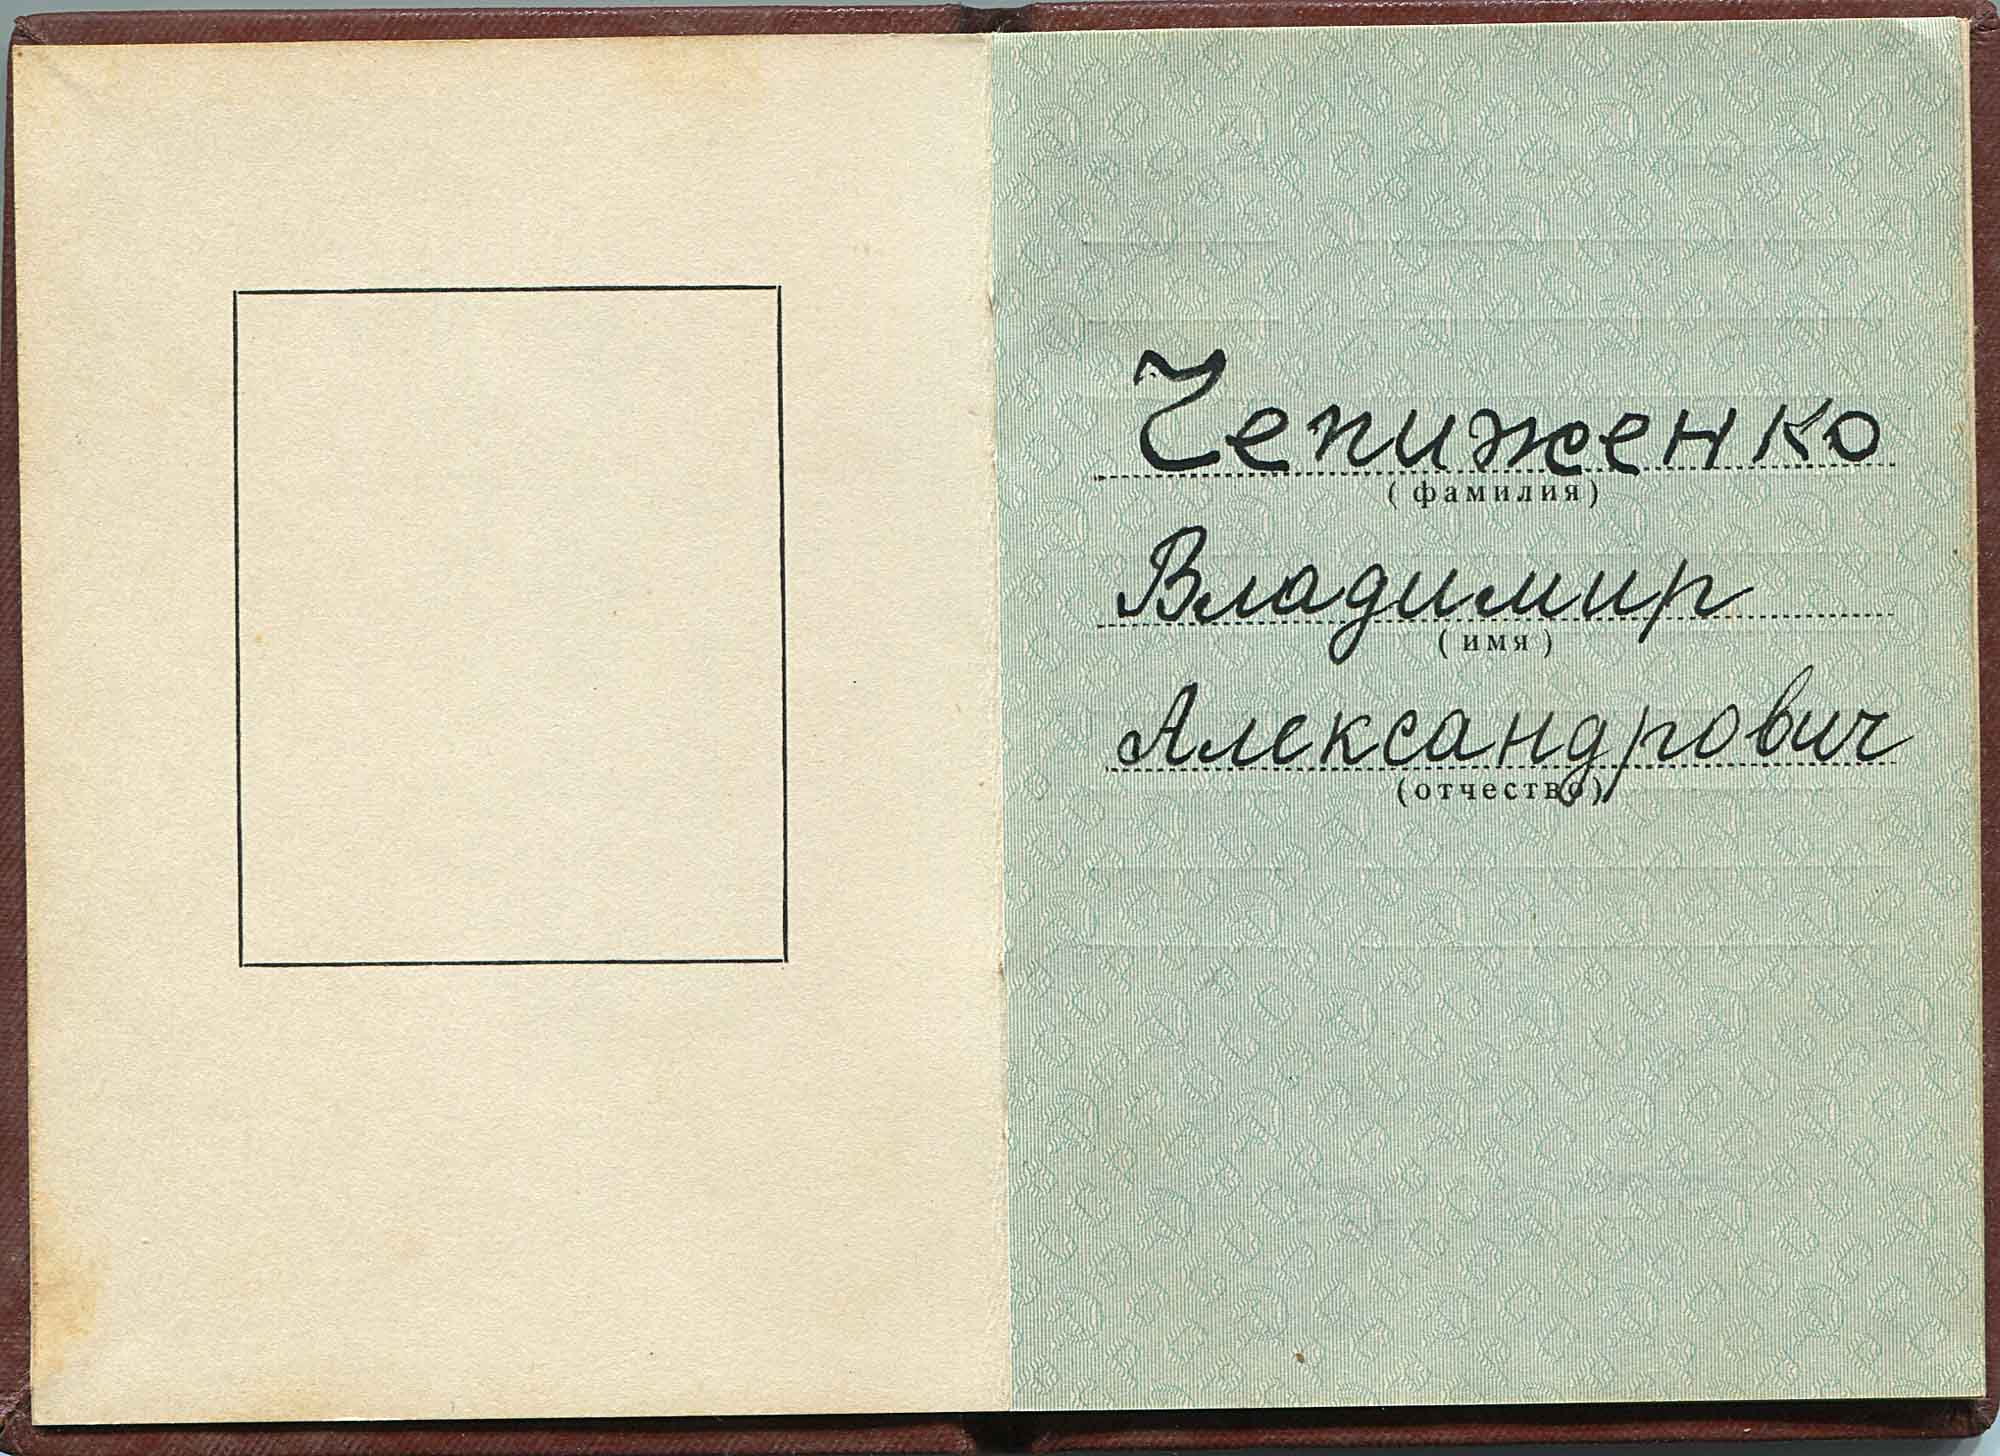 Чепиженко
(фамилия)
Владимир
(имя)
Александрович
(отчество)